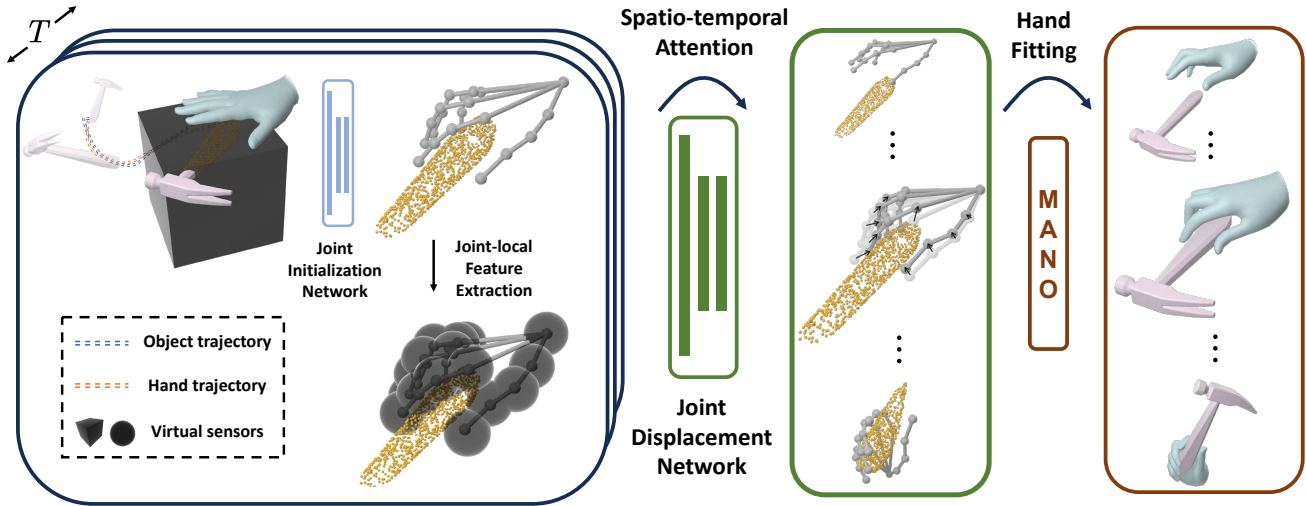 T
Joint
Initialization
Network
Joint-local
Feature
Extraction
Object trajectory
Hand trajectory
Virtual sensors
Spatio-temporal
Attention
Joint
Displacement
Network
Hand
Fitting
M
A
N
O